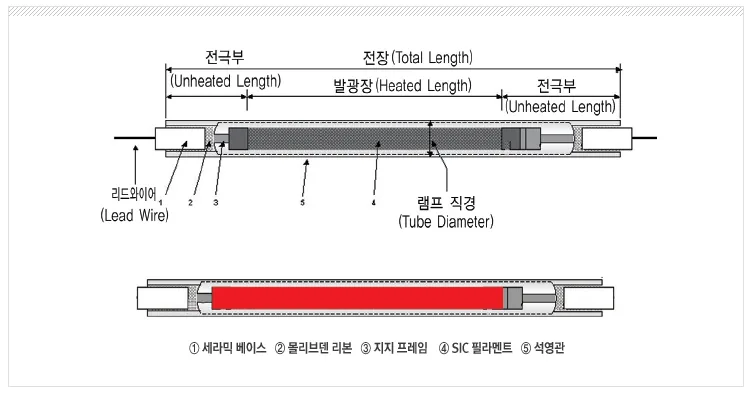 전극부
전장(Total Length)
(Unheated Length)
발광장(Heated Length)
전극부
(Unheated Length)
리드와이어
(Lead Wire)
1
2
3
5
4
램프 직경
(Tube Diameter)
① 세라믹 베이스 ② 몰리브덴 리본 ③ 지지 프레임 ④ SIC 필라멘트 ⑤ 석영관